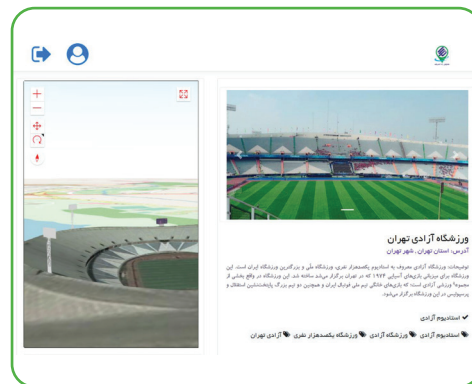 ورزشگاه آزادی تهران
آدرس: استان تهران, شهر تهران
توضیحات: ورزشگاه آزادی معروف به استادیوم یکصدهزار نفری، ورزشگاه ملّی و بزرگترین ورزشگاه ایران است. این
ورزشگاه برای میزبانی بازی‌های آسیایی ۱۹۷۴ که در تهران برگزار می‌شد ساخته شد. این ورزشگاه در واقع بخشی از
مجموعهٔ ورزشی آزادی است؛ که بازی‌های خانگی تیم ملی فوتبال ایران و همچنین دو تیم بزرگ پایتخت‌نشین استقلال و
پرسپولیس در این ورزشگاه برگزار می‌شود.
استادیوم آزادی
استادیوم آزادی ورزشگاه آزادی ورزشگاه یکصدهزار نفری آزادی تهران